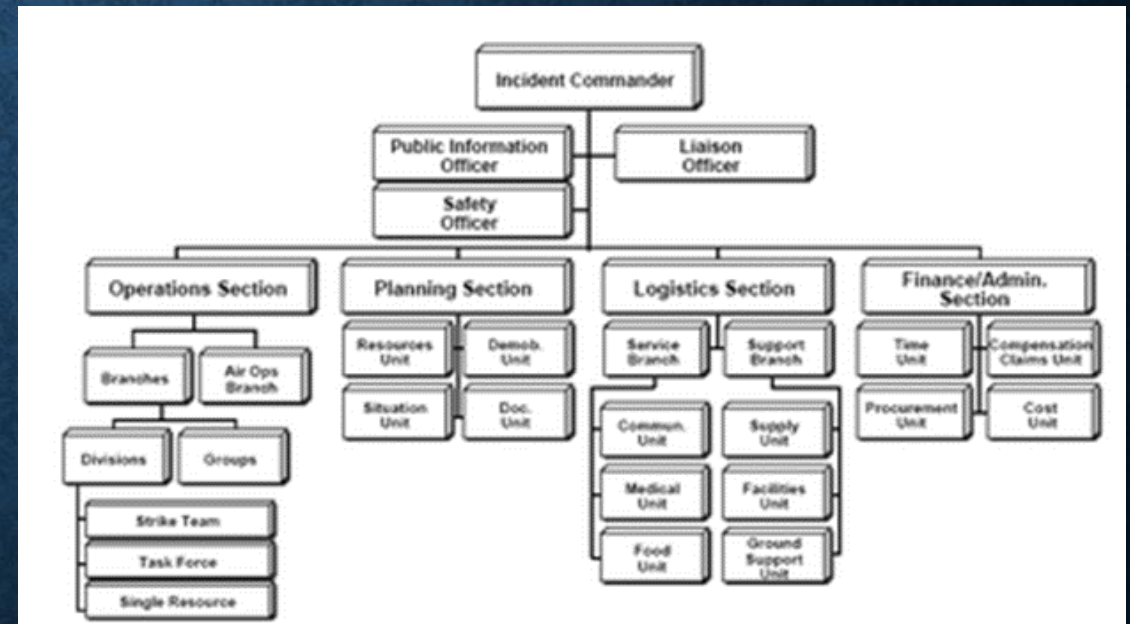 Incident Commander
Public Information
Officer
Liaison
Officer
Safety
Officer
Operations Section
Planning Section
Logistics Section
Finance/Admin.
Section
Branches
Air Ops
Branch
Divisions
Groups
Strike Team
Task Force
Single Resource
Resources
Unit
Demob.
Unit
Situation
Unit
Doc.
Unit
Service
Branch
Support
Branch
Commun.
Unit
Supply
Unit
Medical
Unit
Facilities
Unit
Food
Unit
Ground
Support
Unit
Time
Unit
Compensation
Claims Unit
Procurement
Unit
Cost
Unit